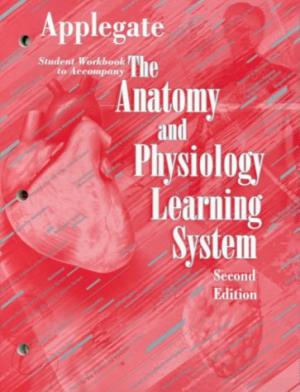 Applegate
Student Workbook
to Accompany
The
Anatomy
and
Physiology
Learning
System
Second
Edition